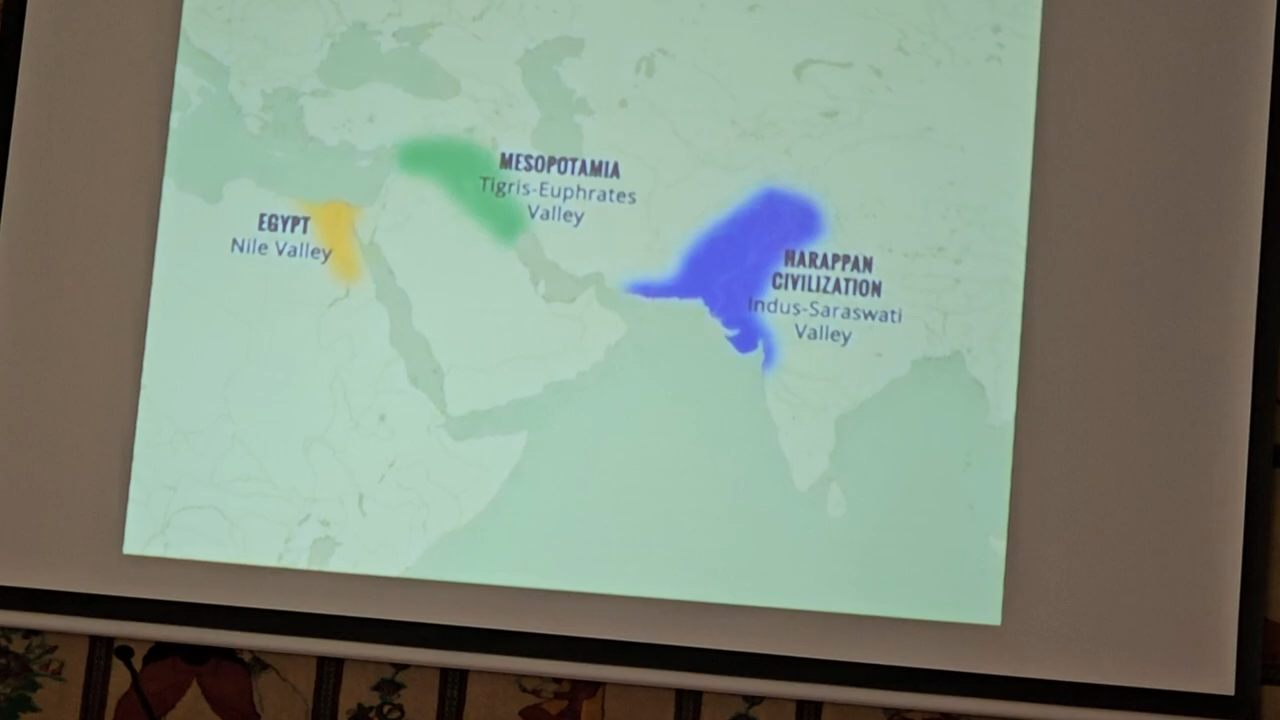 MESOPOTAMIA
Tigris-Euphrates
Valley
EGYPT
Nile Valley
HARAPPAN
CIVILIZATION
Indus-Saraswati
Valley